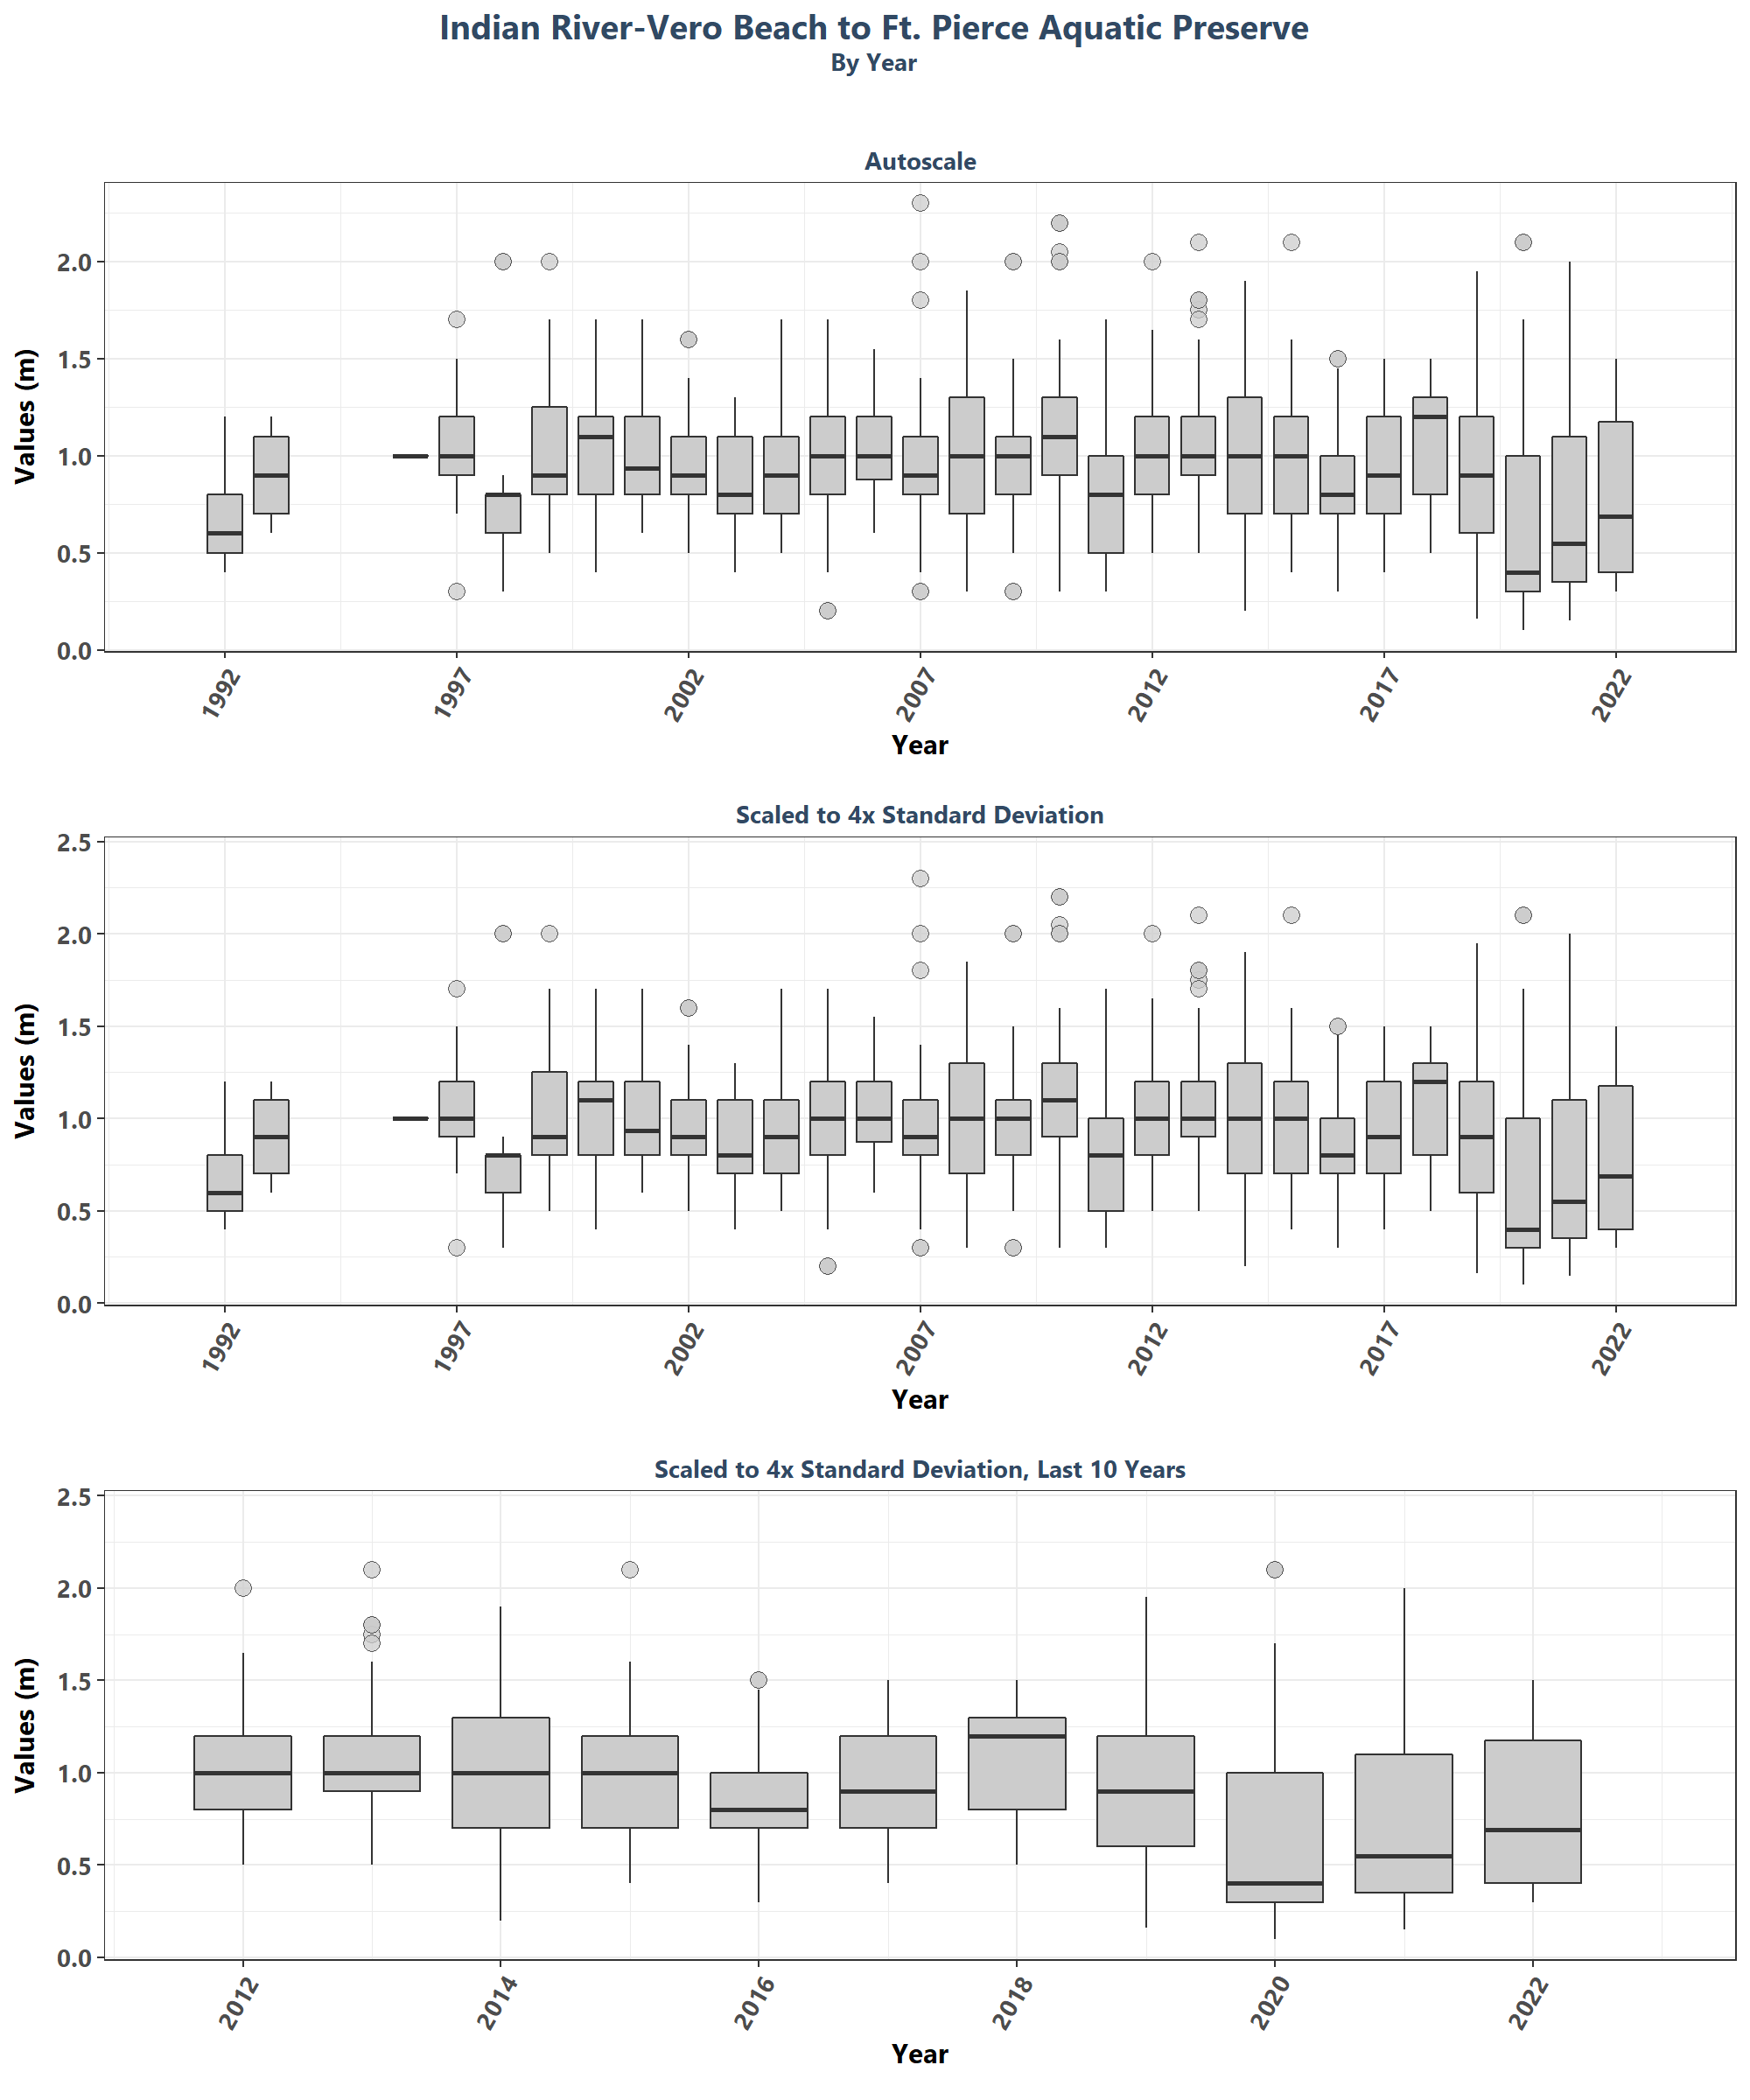 Indian River-Vero Beach to Ft. Pierce Aquatic Preserve
By Year
Autoscale
Values (m)
2.0
1.5
1.0
0.5
0.0
1992 1997 2002 2007 2012 2017 2022
Year
Scaled to 4x Standard Deviation
Values (m)
2.5
2.0
1.5
1.0
0.5
0.0
1992 1997 2002 2007 2012 2017 2022
Year
Scaled to 4x Standard Deviation, Last 10 Years
Values (m)
2.5
2.0
1.5
1.0
0.5
0.0
2012 2014 2016 2018 2020 2022
Year